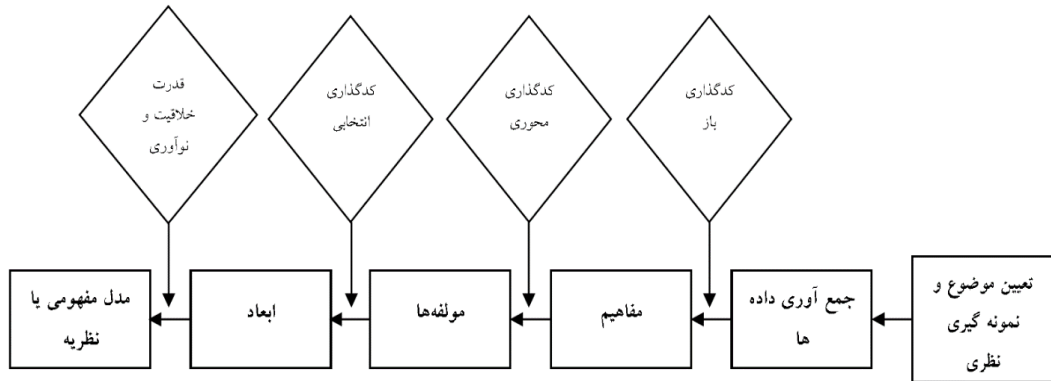 کدگذاری
باز
کدگذاری
محوری
کدگذاری
انتخابی
قدرت
خلاقیت و
نوآوری
تعیین موضوع و
نمونه گیری
نظری
جمع آوری داده
ها
مفاهیم
مولفه‌ها
ابعاد
مدل مفهومی یا
نظریه